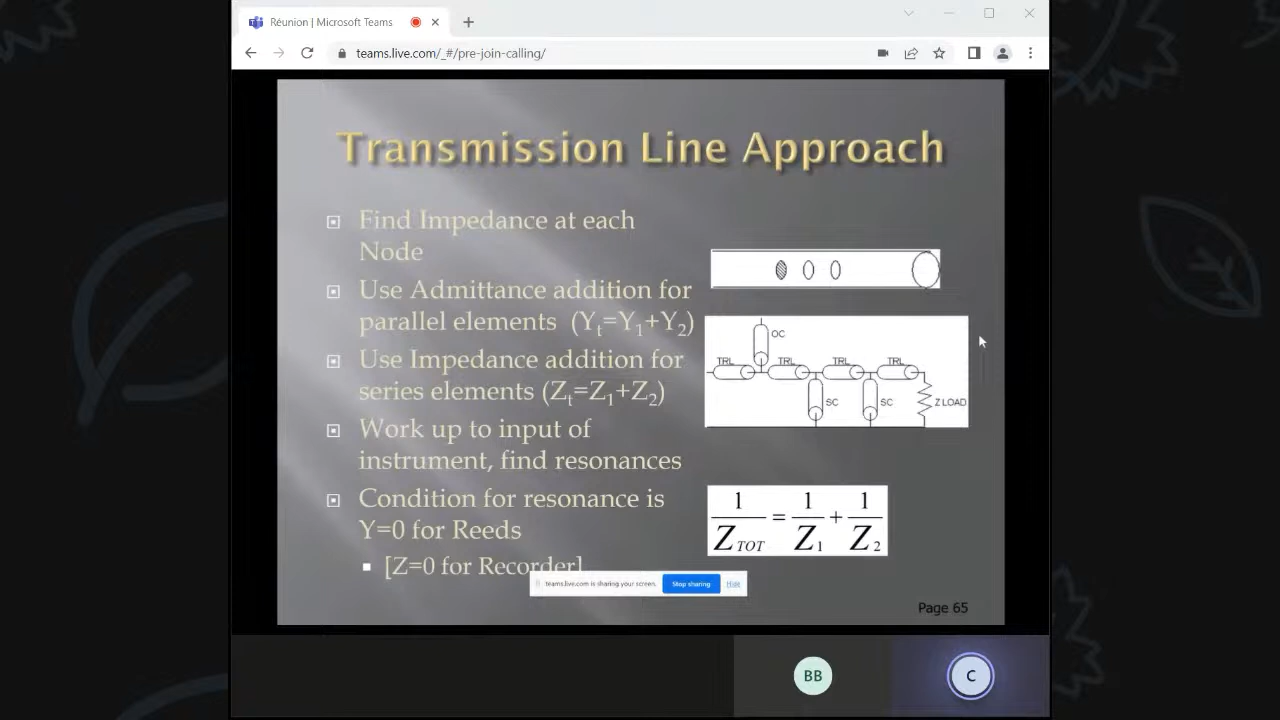 Réunion | Microsoft Teams
teams.live.com/_#/pre-join-calling/
Transmission Line Approach
Find Impedance at each
Node
Use Admittance addition for
parallel elements (Yt=Y1+Y2)
Use Impedance addition for
series elements (Zt=Z1+Z2)
Work up to input of
instrument, find resonances
Condition for resonance is
Y=0 for Reeds
[Z=0 for Recorder]
OC
TRL TRL TRL TRL
SC SC Z LOAD
1/ZTOT = 1/Z1 + 1/Z2
teams.live.com is sharing your screen. Stop sharing Hide
Page 65
BB C